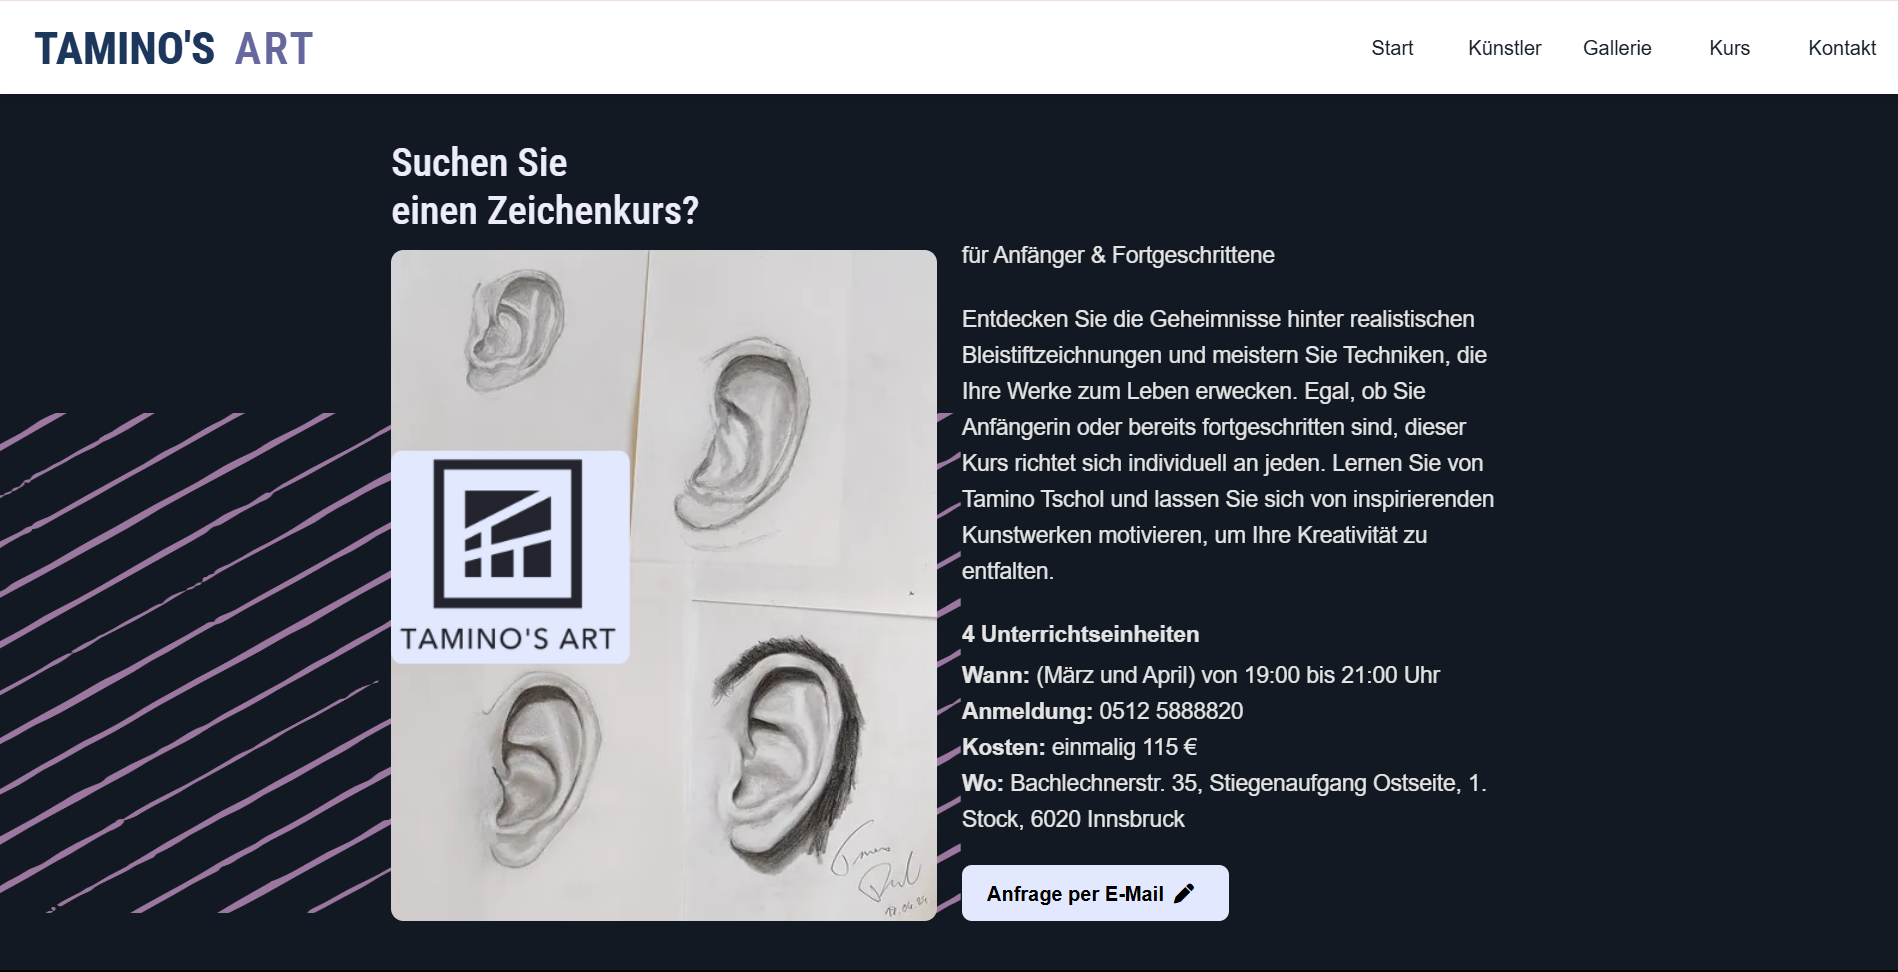 TAMINO'S ART
Start
Künstler
Gallerie
Kurs
Kontakt
Suchen Sie
einen Zeichenkurs?
für Anfänger & Fortgeschrittene
Entdecken Sie die Geheimnisse hinter realistischen
Bleistiftzeichnungen und meistern Sie Techniken, die
Ihre Werke zum Leben erwecken. Egal, ob Sie
Anfängerin oder bereits fortgeschritten sind, dieser
Kurs richtet sich individuell an jeden. Lernen Sie von
Tamino Tschol und lassen Sie sich von inspirierenden
Kunstwerken motivieren, um Ihre Kreativität zu
entfalten.
TAMINO'S ART
4 Unterrichtseinheiten
Wann: (März und April) von 19:00 bis 21:00 Uhr
Anmeldung: 0512 5888820
Kosten: einmalig 115 €
Wo: Bachlechnerstr. 35, Stiegenaufgang Ostseite, 1.
Stock, 6020 Innsbruck
Anfrage per E-Mail